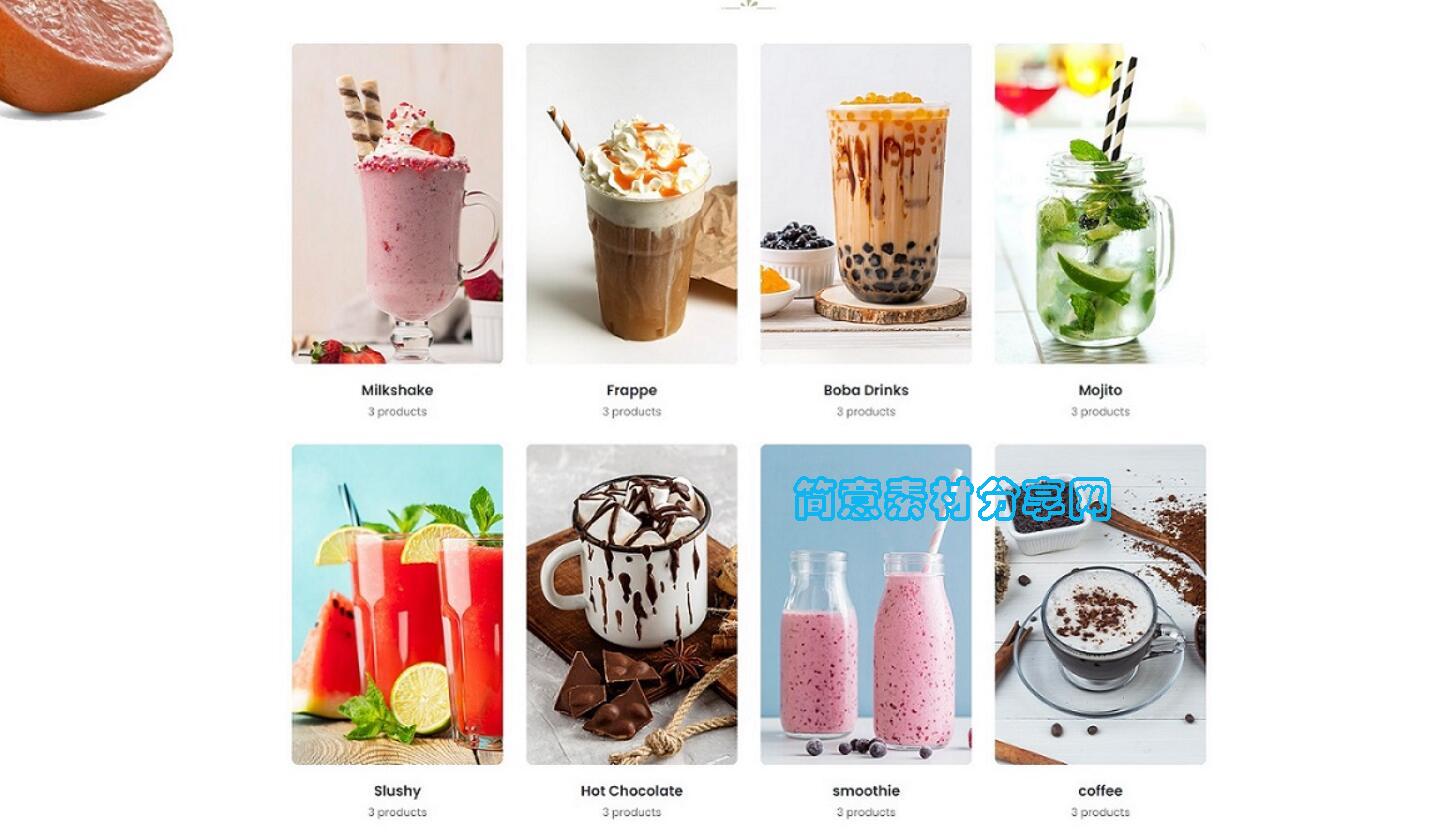 Milkshake
3 products
Frappe
3 products
Boba Drinks
3 products
Mojito
3 products
简意素材分享网
Slushy
3 products
Hot Chocolate
3 products
smoothie
3 products
coffee
3 products